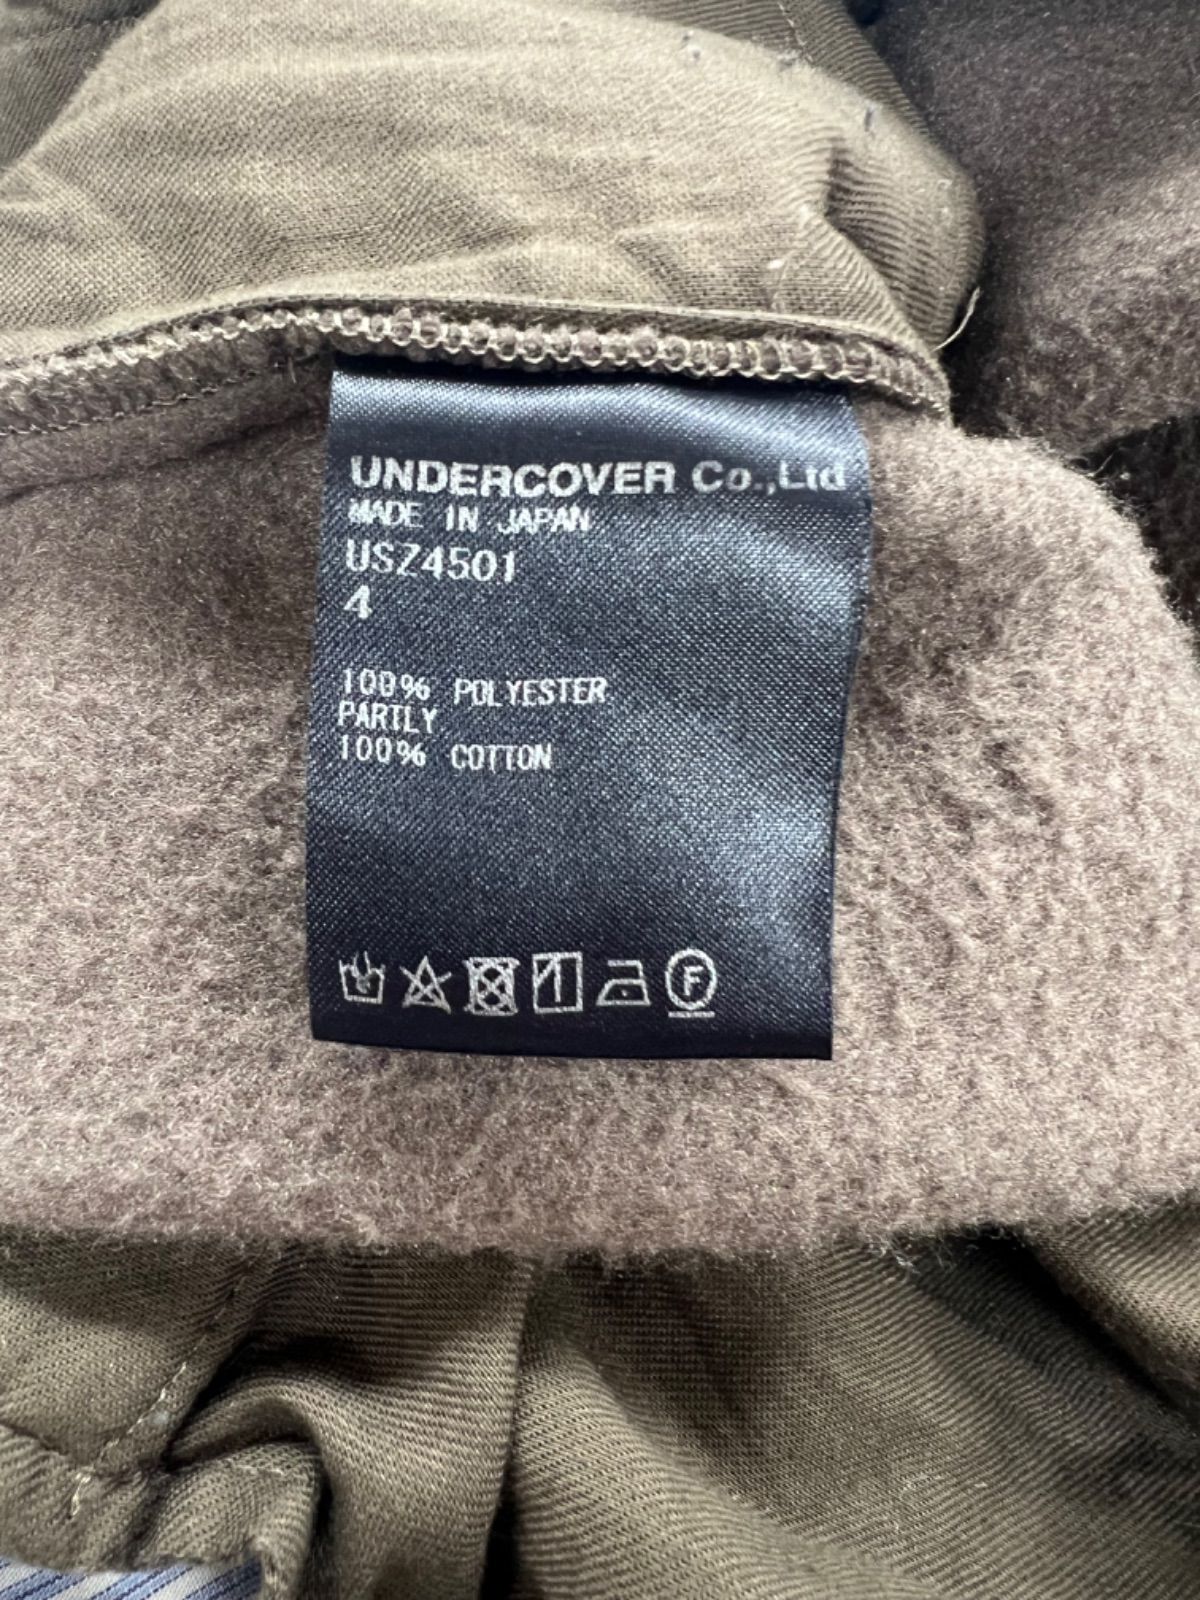 UNDERCOVER Co.,Ltd
MADE IN JAPAN
USZ4501
4
100% POLYESTER
PARTLY
100% COTTON
F